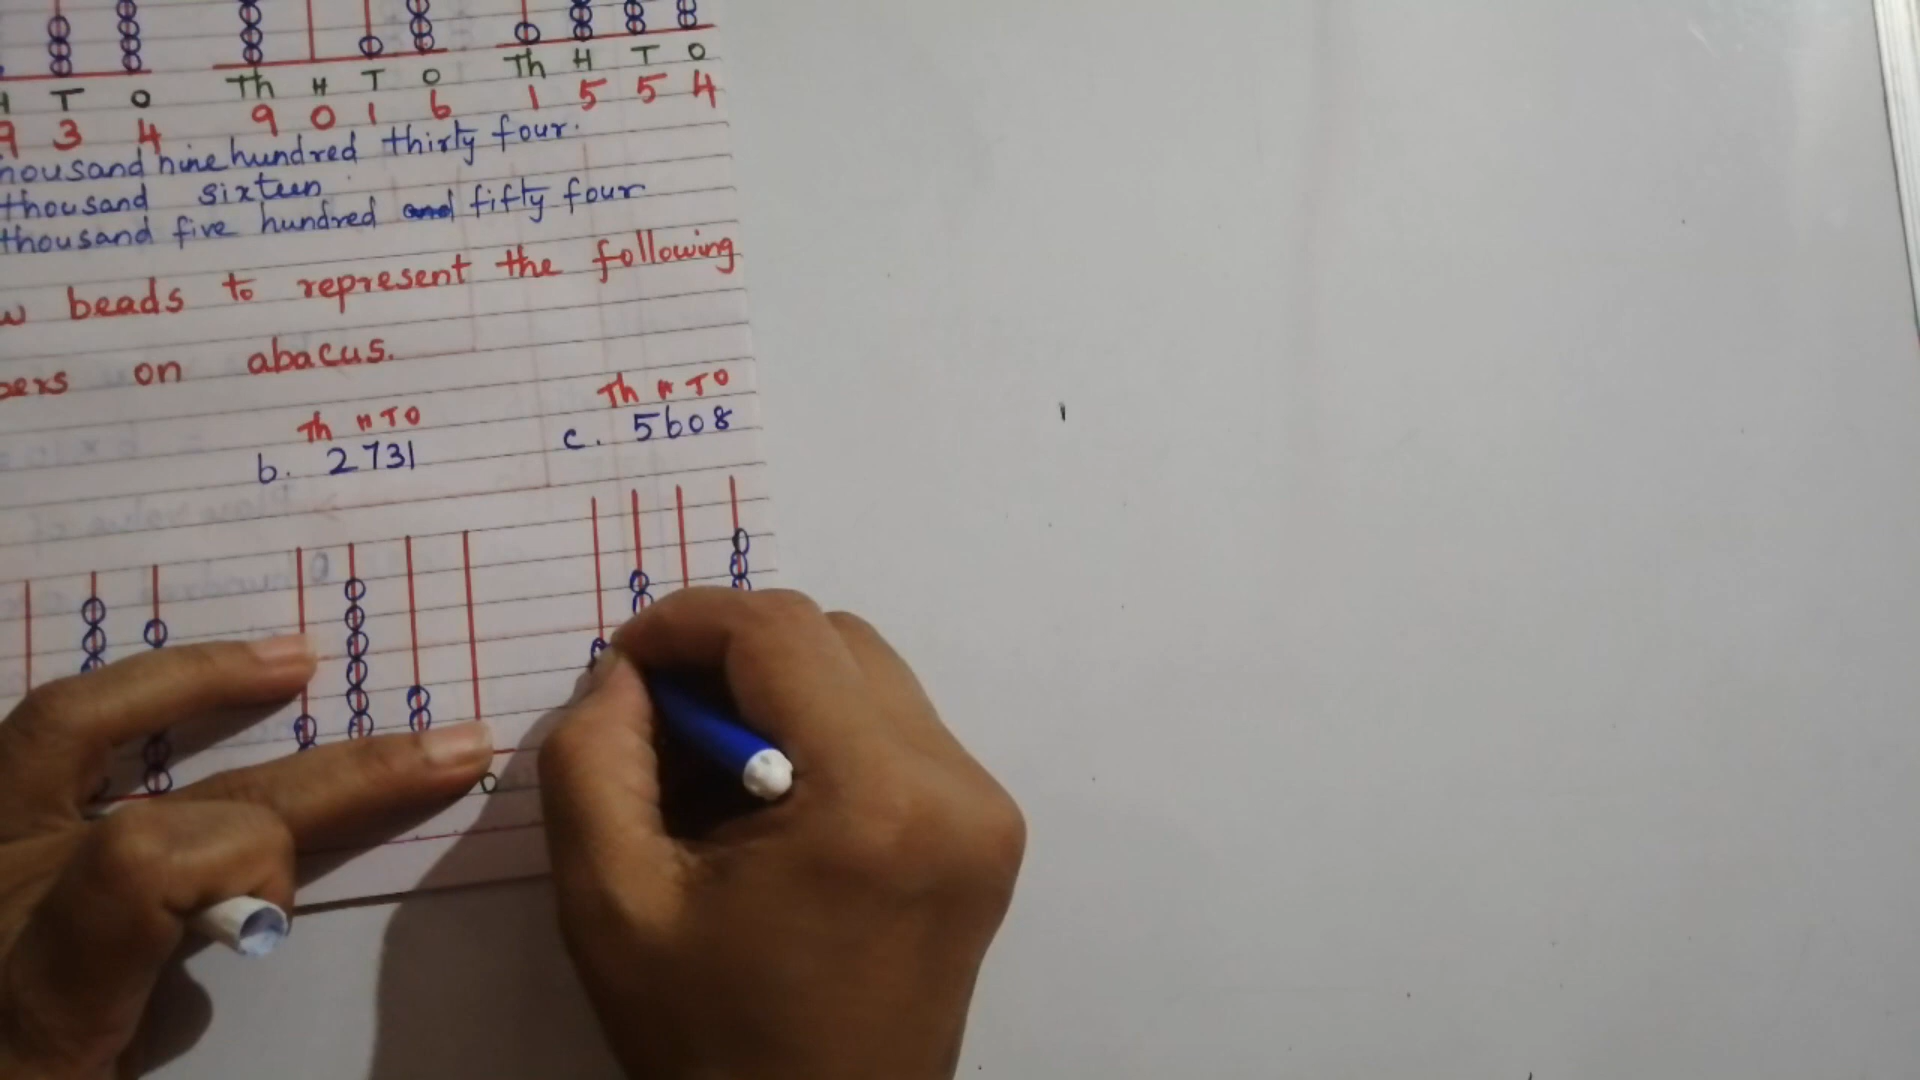 T O Th H T O Th H T O
3 4 9 0 1 6 1 5 5 4
nine hundred thirty four.
thousand sixteen
thousand five hundred and fifty four
beads to represent the following
on abacus.
Th H T O Th H T O
b. 2731 c. 5608
O